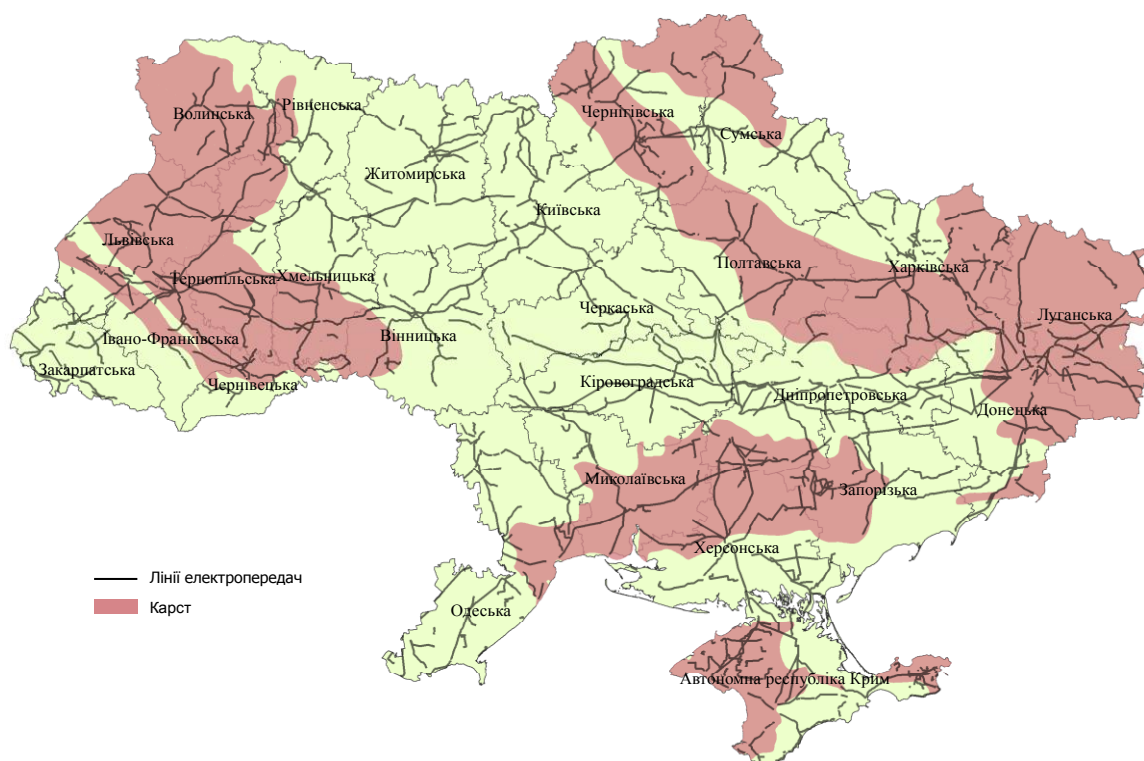 Волинська
Рівненська
Чернігівська
Сумська
Житомирська
Київська
Львівська
Тернопільська
Хмельницька
Полтавська
Харківська
Черкаська
Луганська
Вінницька
Івано-Франківська
Закарпатська
Чернівецька
Кіровоградська
Дніпропетровська
Доненька
Миколаївська
Запорізька
Херсонська
Лінії електропередач
Карст
Одеська
Автономна республіка Крим